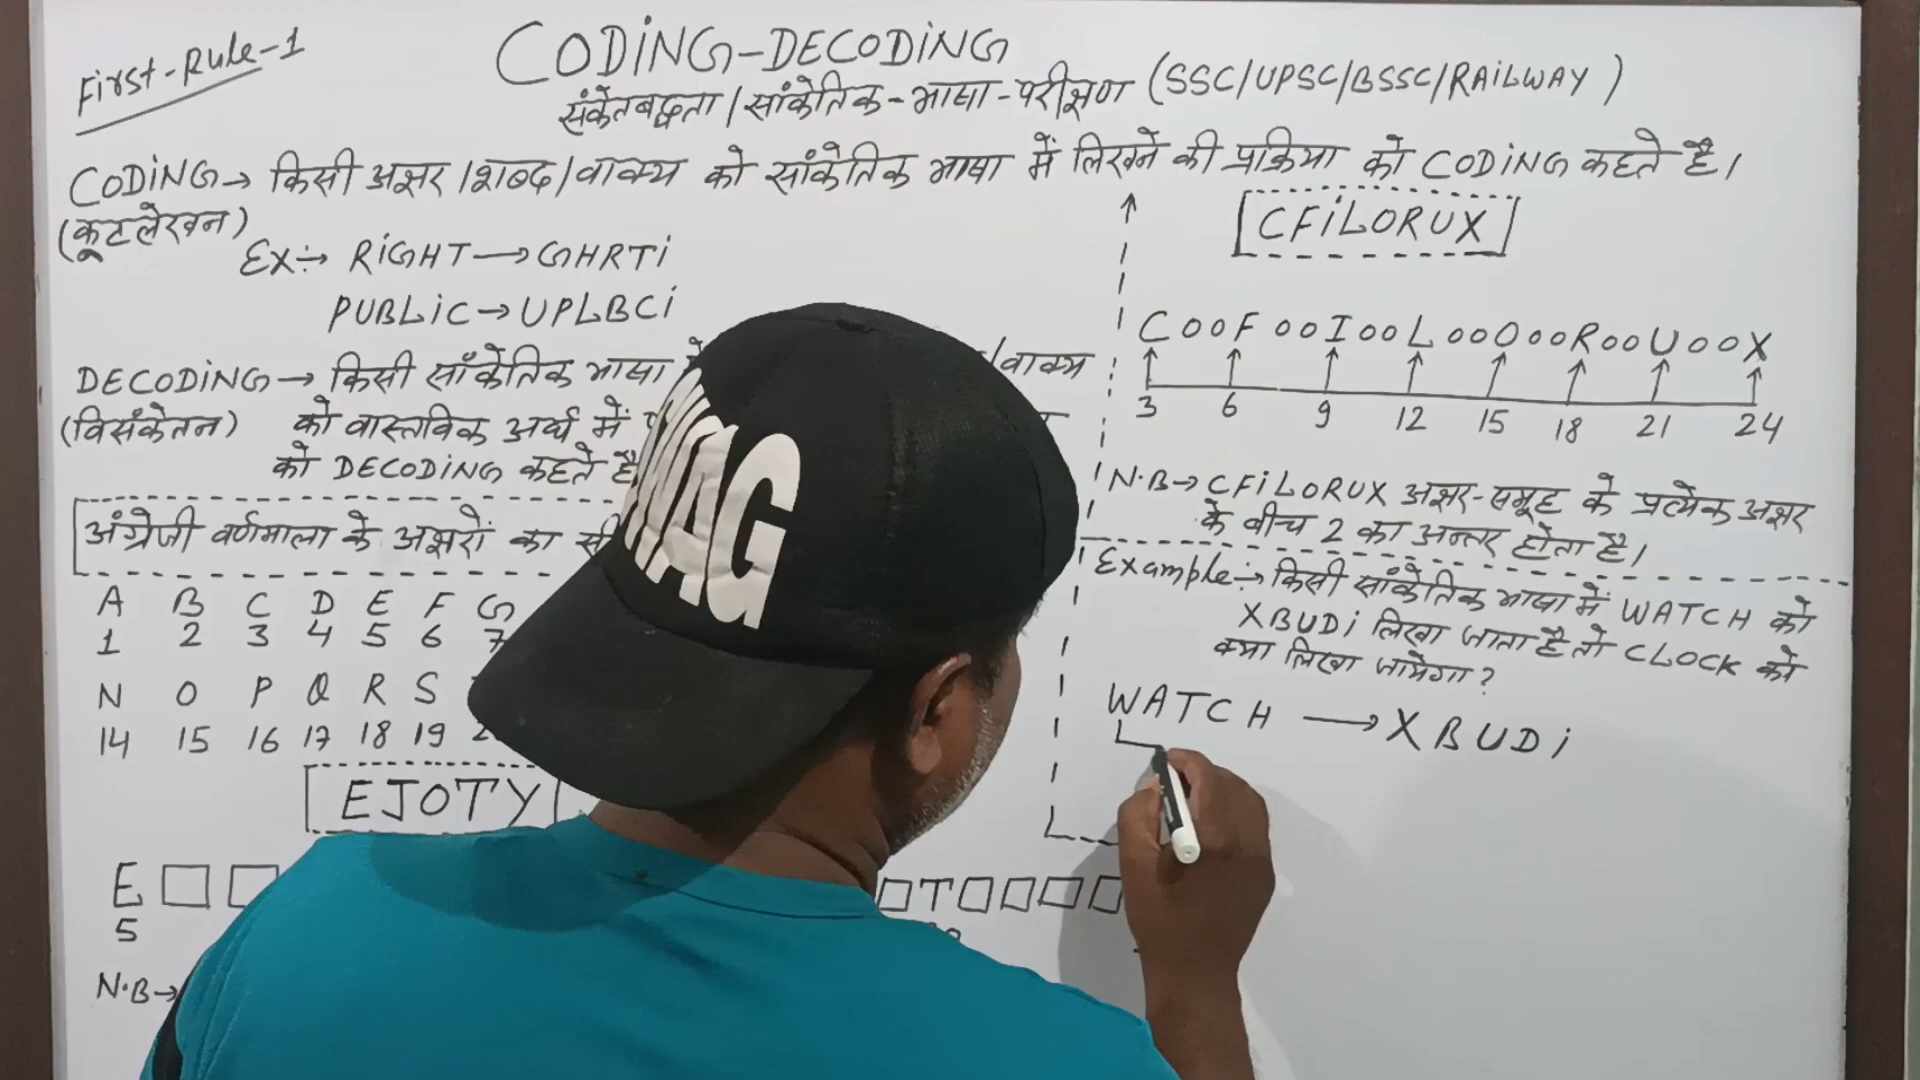 First-Rule-1
CODiNG-DECODiNG
संकेतबद्धता/सांकेतिक-भाषा-परीक्षण (SSC/UPSC/BSSC/RAiLWAY)
CODiNG→ किसी अक्षर/शब्द/वाक्य को सांकेतिक भाषा में लिखने की प्रक्रिया को CODiNG कहते है।
(कूटलेखन)
Ex:→ RiGHT→GHRTi
PUBLiC→UPLBCi
DECODiNG→ किसी सांकेतिक भाषा /वाक्य
(विसंकेतन) को वास्तविक अर्थ में
को DECODiNG कहते है
अंग्रेजी वर्णमाला के अक्षरों का
A B C D E F G
1 2 3 4 5 6 7
N O P Q R S
14 15 16 17 18 19 2
EJOTY
E □ □ □ T □ □ □ □
5
N.B→
CFiLORUX
C o o F o o I o o L o o O o o R o o U o o X
3 6 9 12 15 18 21 24
N.B→ CFiLORUX अक्षर-समूह के प्रत्येक अक्षर
के बीच 2 का अन्तर होता है।
Example:→ किसी सांकेतिक भाषा में WATCH को
XBUDi लिखा जाता है तो CLOCK को
क्या लिखा जायेगा?
WATCH → XBUDi
SWAG